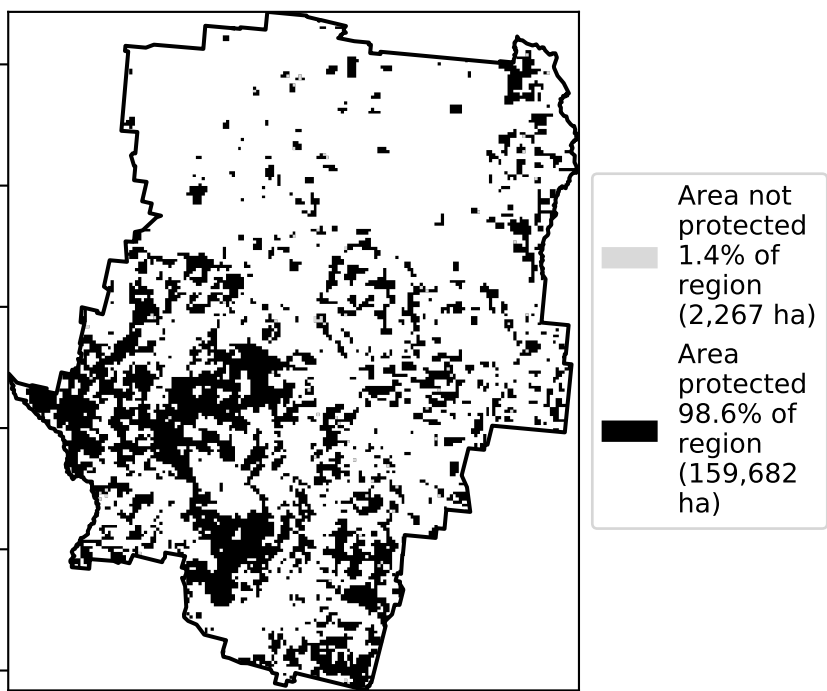 Area not
protected
1.4% of
region
(2,267 ha)
Area
protected
98.6% of
region
(159,682
ha)